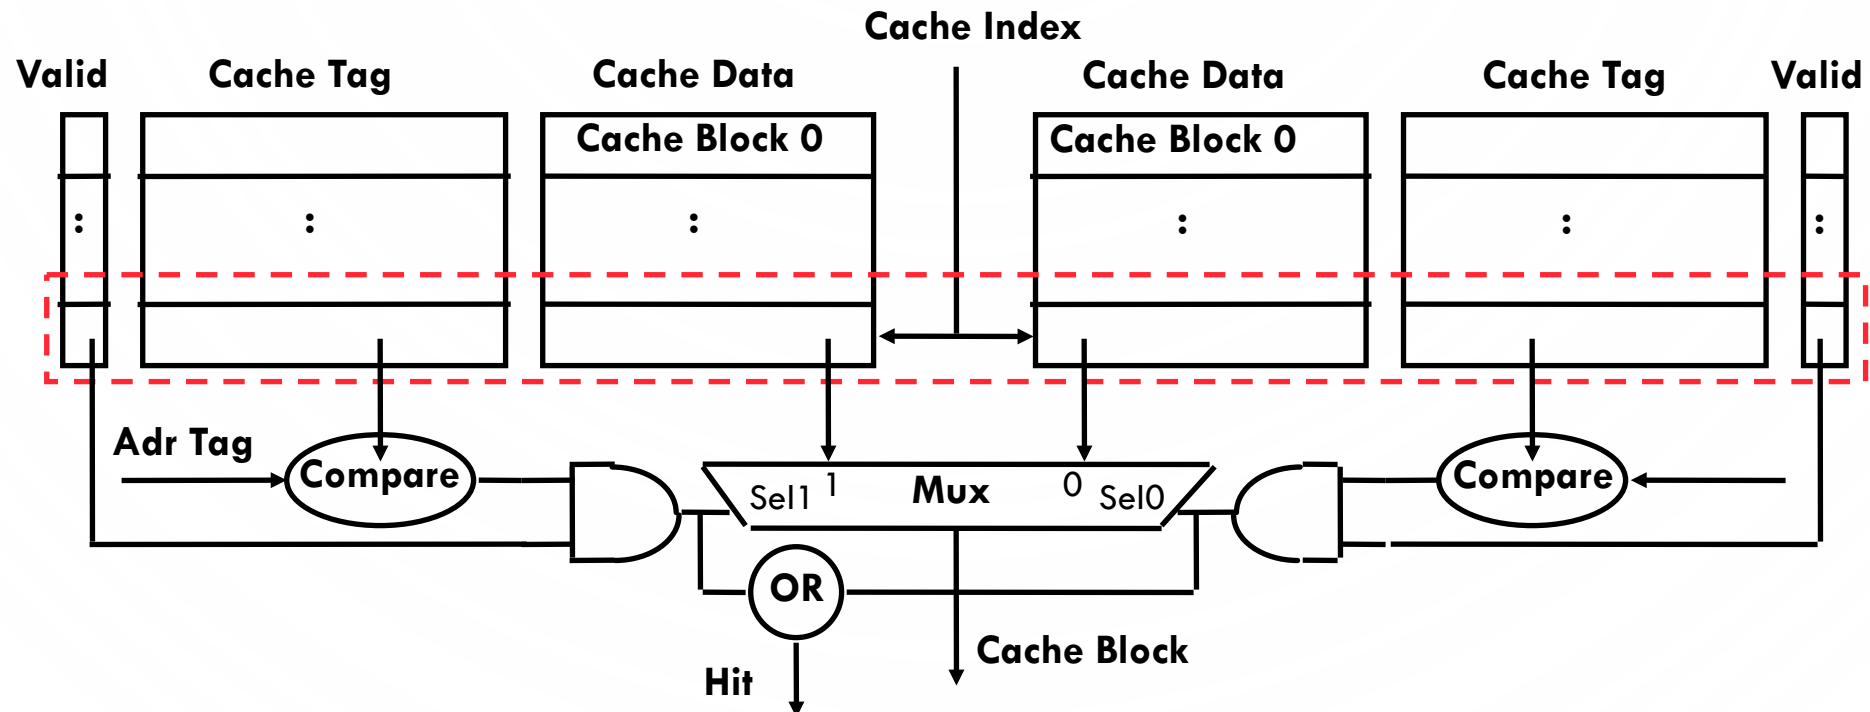 Cache Index
Valid
Cache Tag
Cache Data
Cache Data
Cache Tag
Valid
Cache Block 0
Cache Block 0
:
:
:
:
:
:
Adr Tag
Compare
Sel1
1
Mux
0
Sel0
Compare
OR
Cache Block
Hit